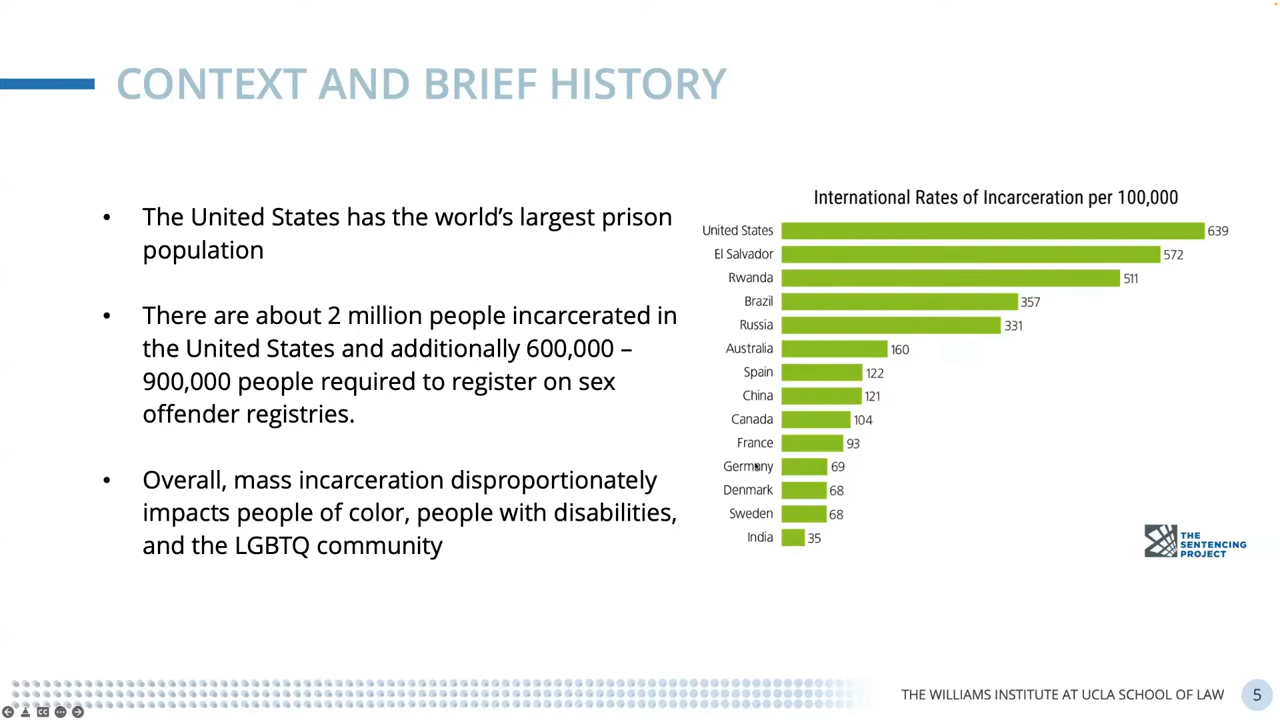 CONTEXT AND BRIEF HISTORY
• The United States has the world's largest prison
population
• There are about 2 million people incarcerated in
the United States and additionally 600,000 –
900,000 people required to register on sex
offender registries.
• Overall, mass incarceration disproportionately
impacts people of color, people with disabilities,
and the LGBTQ community
International Rates of Incarceration per 100,000
United States 639
El Salvador 572
Rwanda 511
Brazil 357
Russia 331
Australia 160
Spain 122
China 121
Canada 104
France 93
Germany 69
Denmark 68
Sweden 68
India 35
THE
SENTENCING
PROJECT
THE WILLIAMS INSTITUTE AT UCLA SCHOOL OF LAW 5
CC